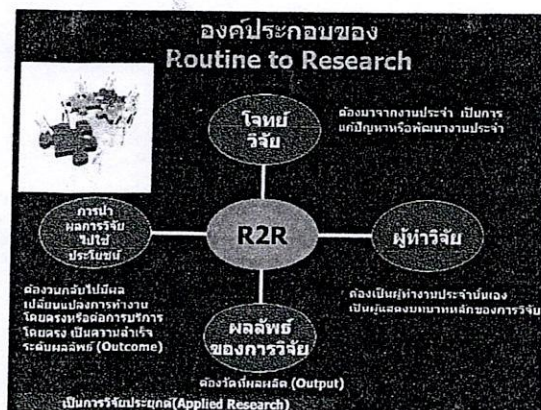 องค์ประกอบของ
Routine to Research
โจทย์
วิจัย
ต้องมาจากงานประจำ เป็นการ
แก้ปัญหาหรือพัฒนางานประจำ
การนำ
ผลการวิจัย
ไปใช้
ประโยชน์
R2R
ผู้ทำวิจัย
ต้องวนกลับไปมีผล
เปลี่ยนแปลงการทำงาน
โดยตรงหรือต่อการบริการ
โดยตรง เป็นความสำเร็จ
ระดับผลลัพธ์ (Outcome)
ต้องเป็นผู้ทำงานประจำนั่นเอง
เป็นผู้แสดงบทบาทหลักของการวิจัย
ผลลัพธ์
ของการวิจัย
ต้องวัดที่ผลผลิต (Output)
เป็นการวิจัยประยุกต์(Applied Research)